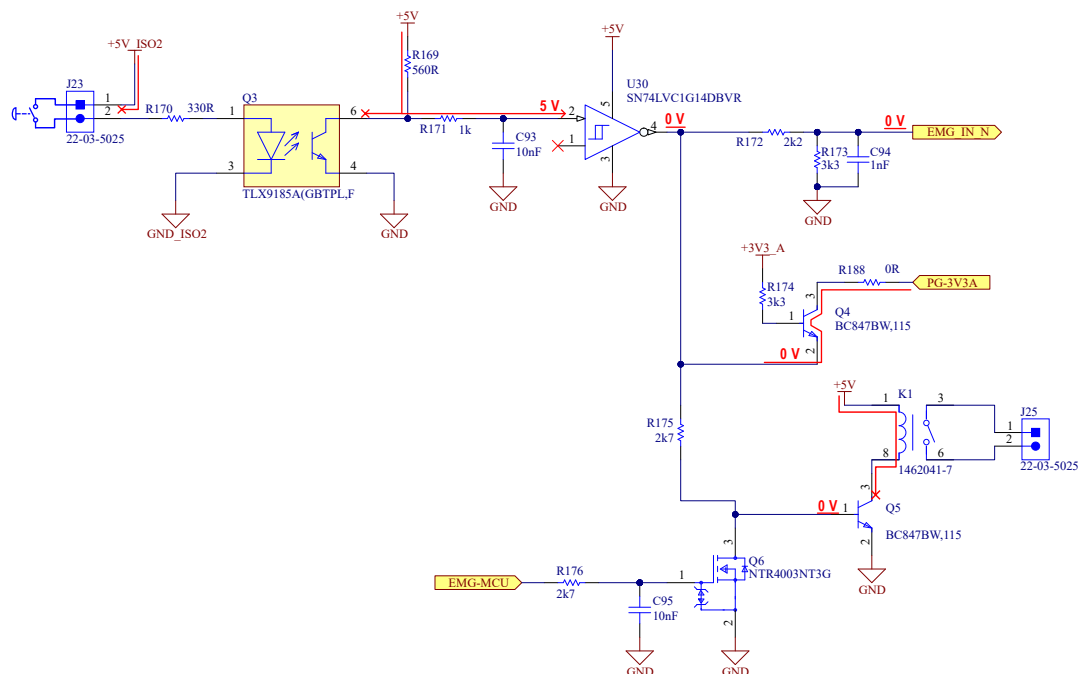 +5V
+5V_ISO2
+5V
J23
1
2
22-03-5025
R170
330R
Q3
1
6
3
4
TLX9185A(GBTPL,F
GND_ISO2
GND
R169
560R
R171
1k
5 V
C93
10nF
GND
U30
SN74LVC1G14DBVR
2
1
5
3
4
GND
0 V
R172
2k2
R173
3k3
C94
1nF
GND
0 V
EMG_IN_N
+3V3_A
R174
3k3
1
3
2
Q4
BC847BW,115
R188
0R
PG-3V3A
0 V
R175
2k7
+5V
K1
1
8
3
6
1462041-7
J25
1
2
22-03-5025
0 V
1
3
2
Q5
BC847BW,115
GND
EMG-MCU
R176
2k7
C95
10nF
GND
1
3
2
Q6
NTR4003NT3G
GND